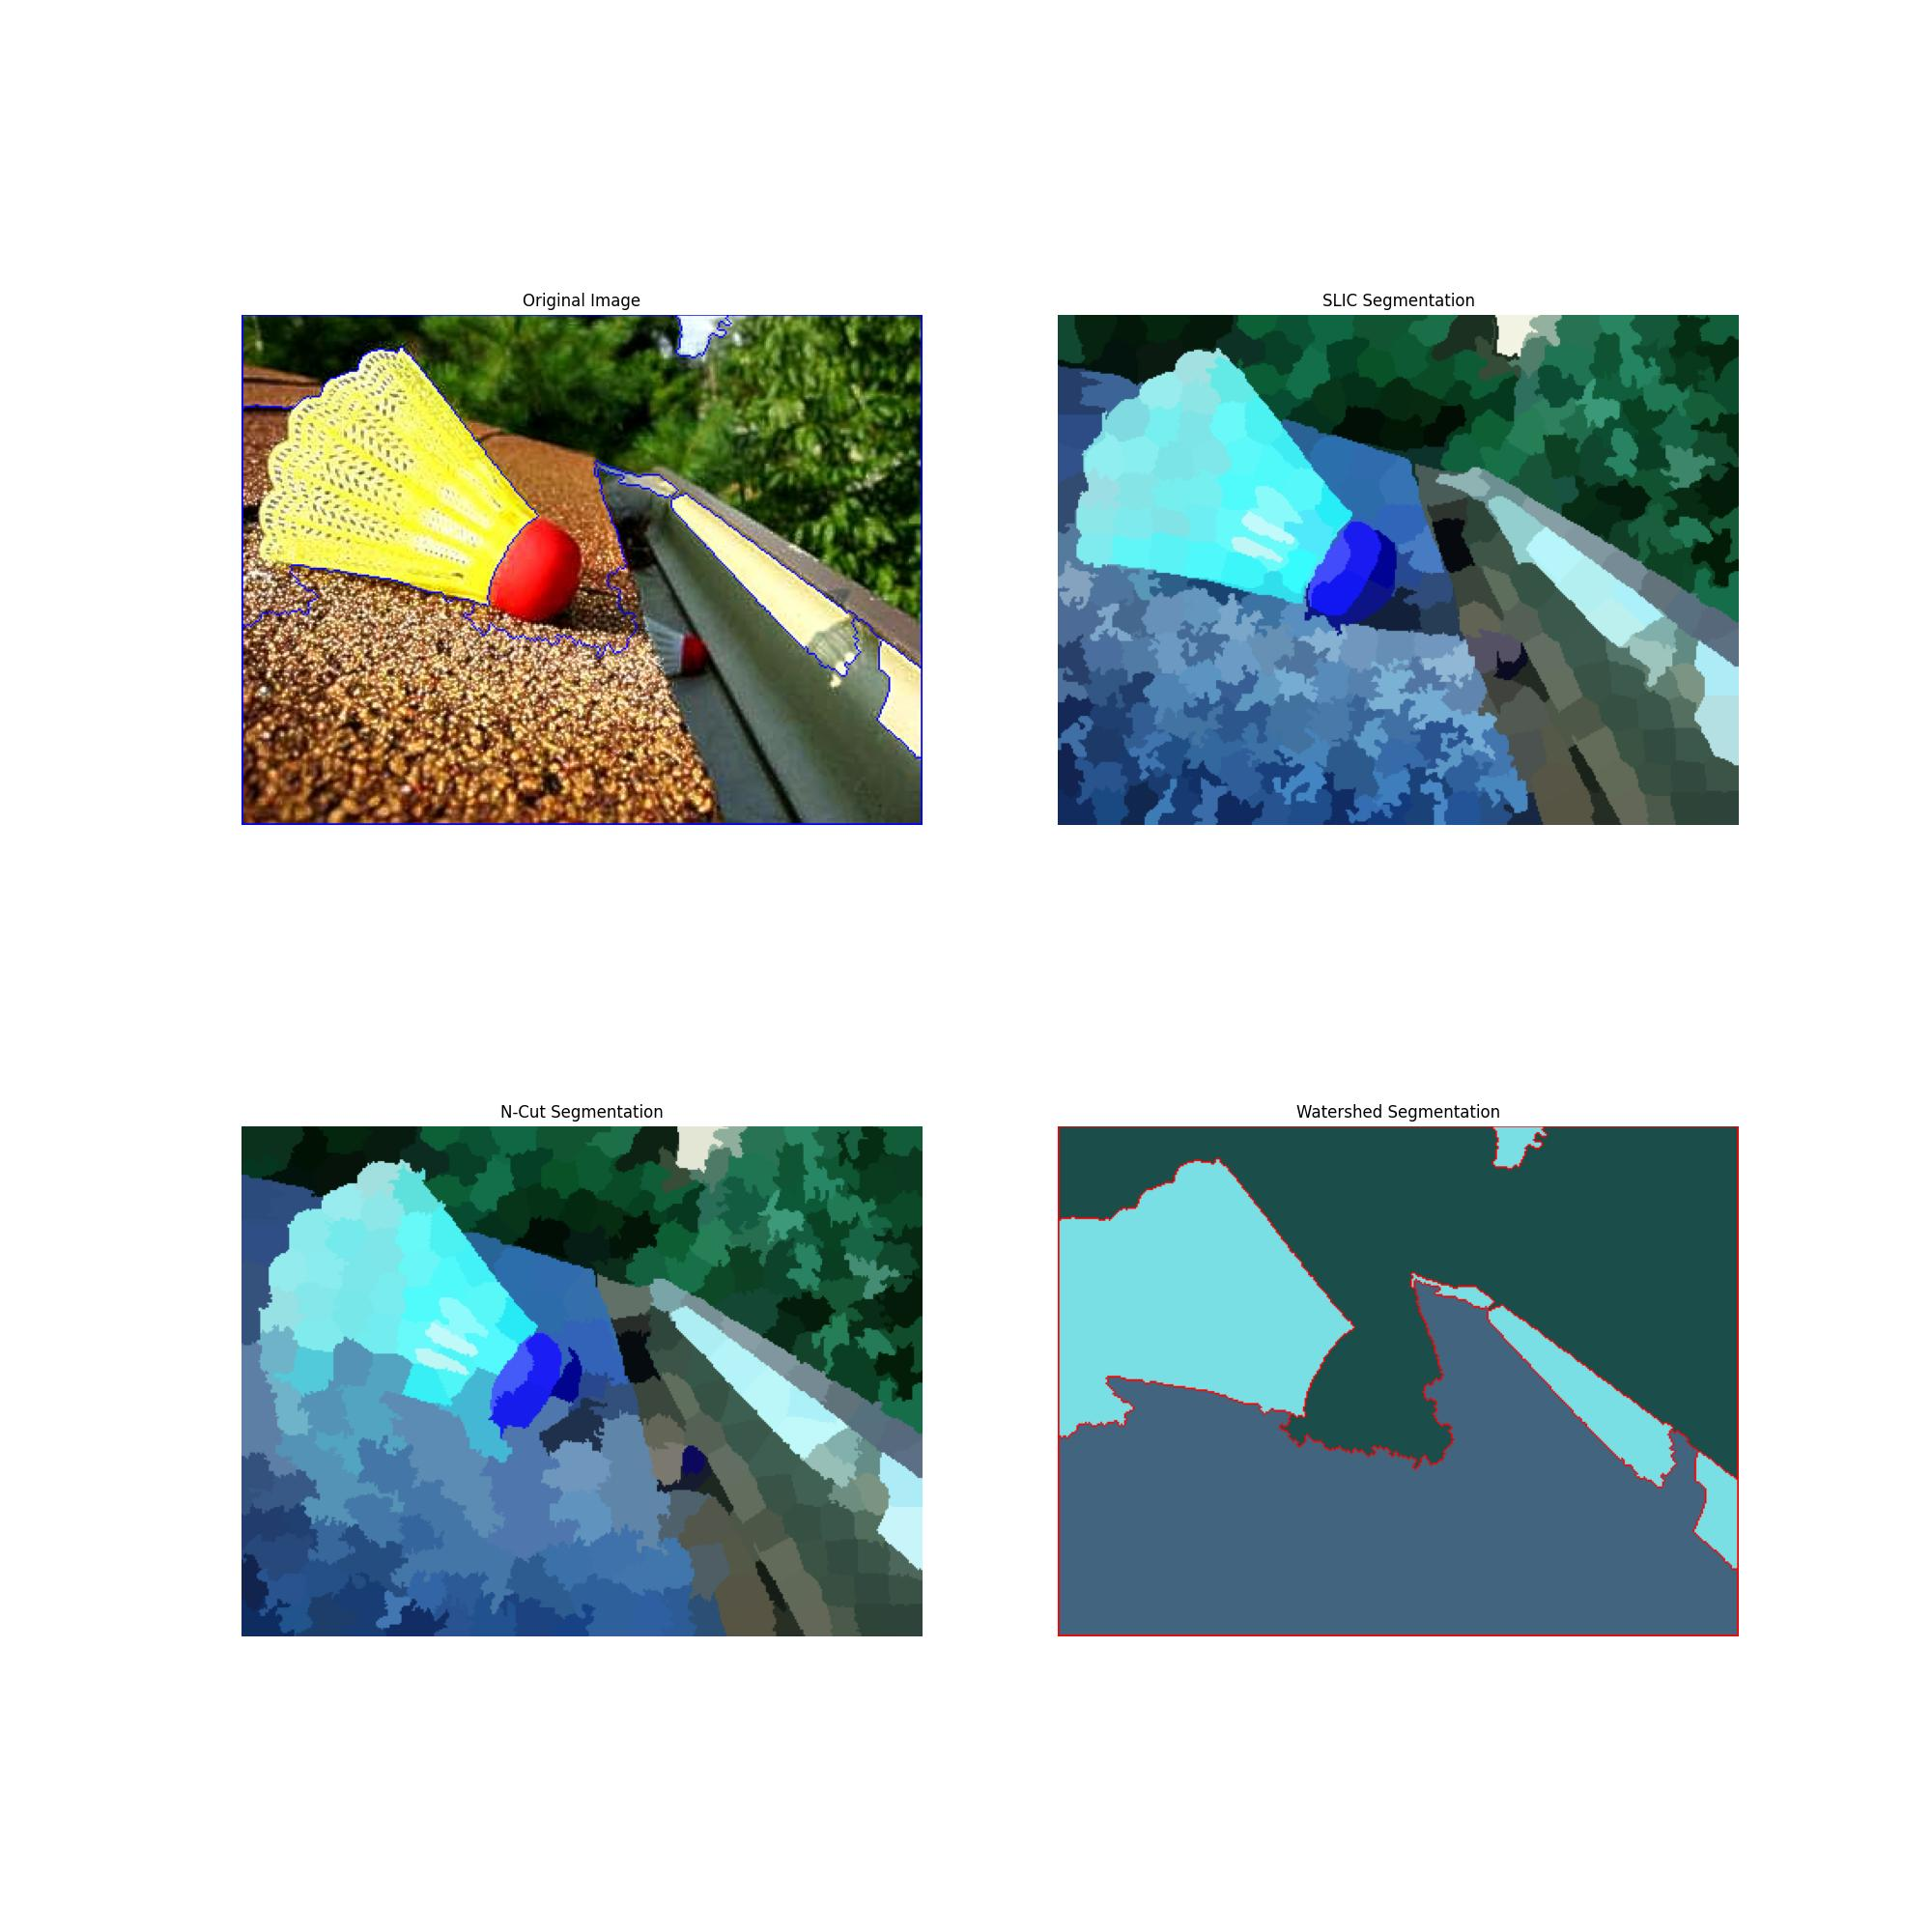 Original Image
SLIC Segmentation
N-Cut Segmentation
Watershed Segmentation